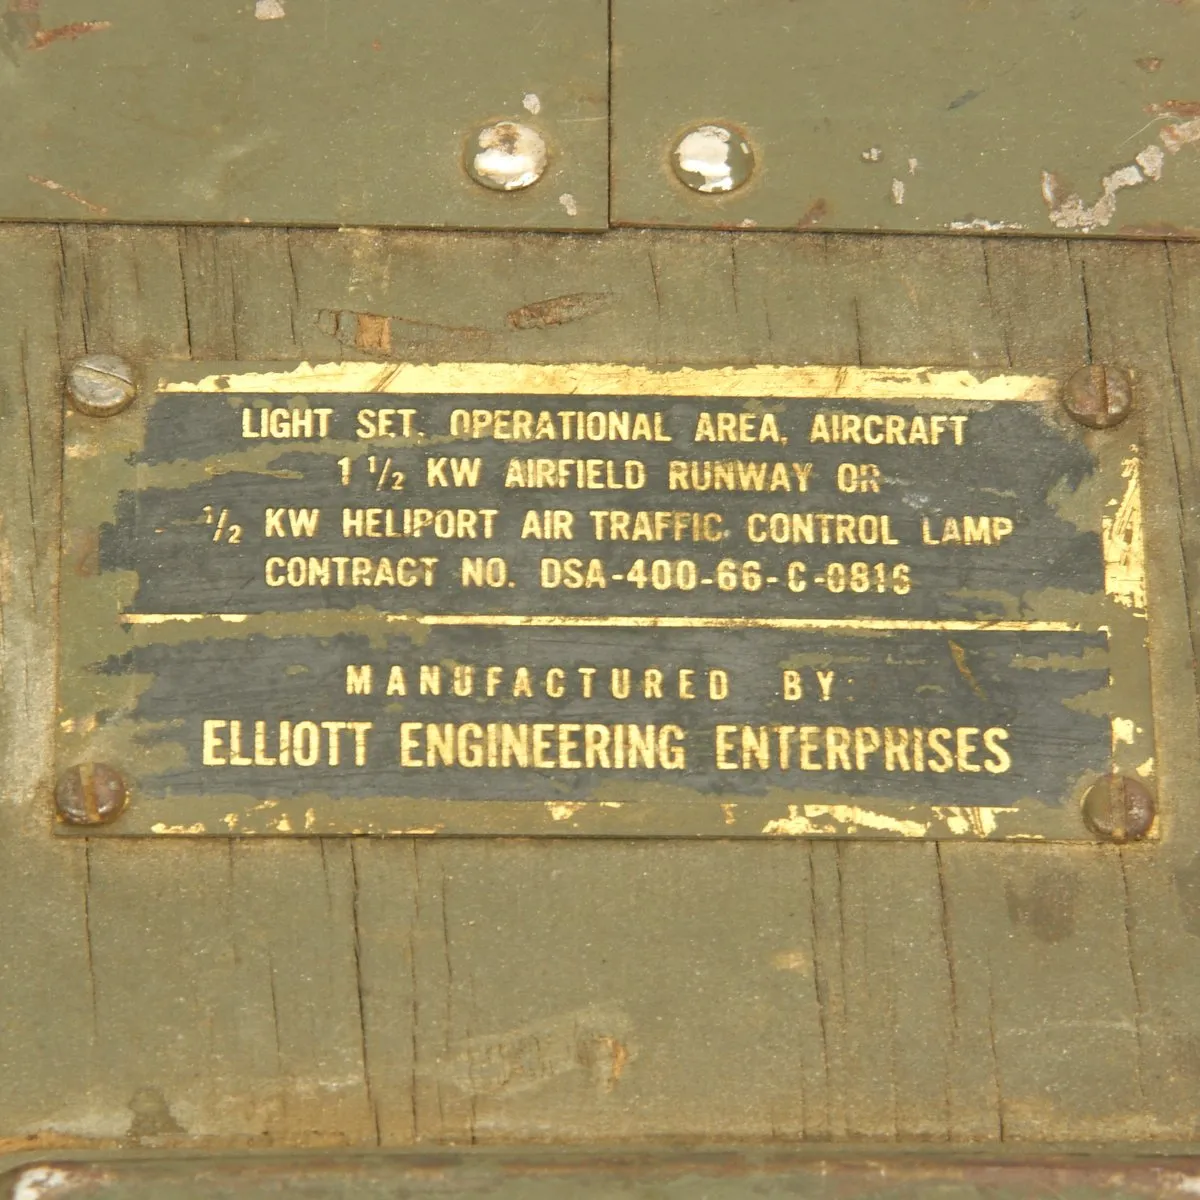 LIGHT SET, OPERATIONAL AREA, AIRCRAFT
1 1/2 KW AIRFIELD RUNWAY OR
1/2 KW HELIPORT AIR TRAFFIC CONTROL LAMP
CONTRACT NO. DSA-400-66-C-0816
MANUFACTURED BY:
ELLIOTT ENGINEERING ENTERPRISES